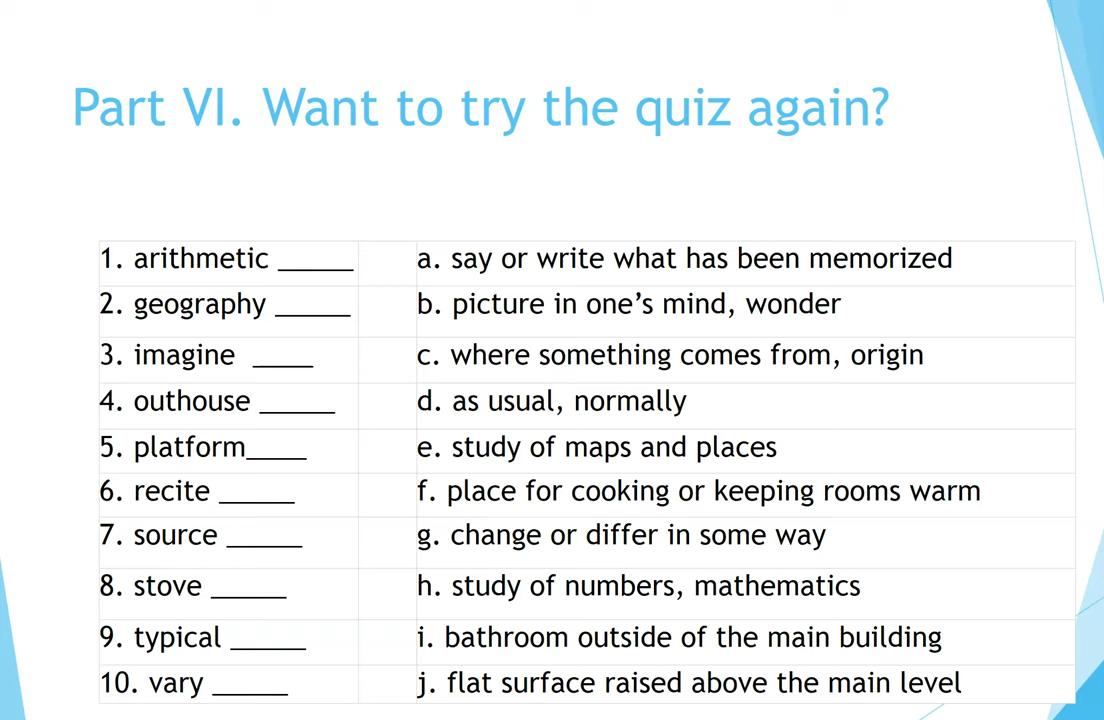 Part VI. Want to try the quiz again?
1. arithmetic _____ a. say or write what has been memorized
2. geography _____ b. picture in one’s mind, wonder
3. imagine ____ c. where something comes from, origin
4. outhouse _____ d. as usual, normally
5. platform____ e. study of maps and places
6. recite _____ f. place for cooking or keeping rooms warm
7. source _____ g. change or differ in some way
8. stove _____ h. study of numbers, mathematics
9. typical _____ i. bathroom outside of the main building
10. vary _____ j. flat surface raised above the main level